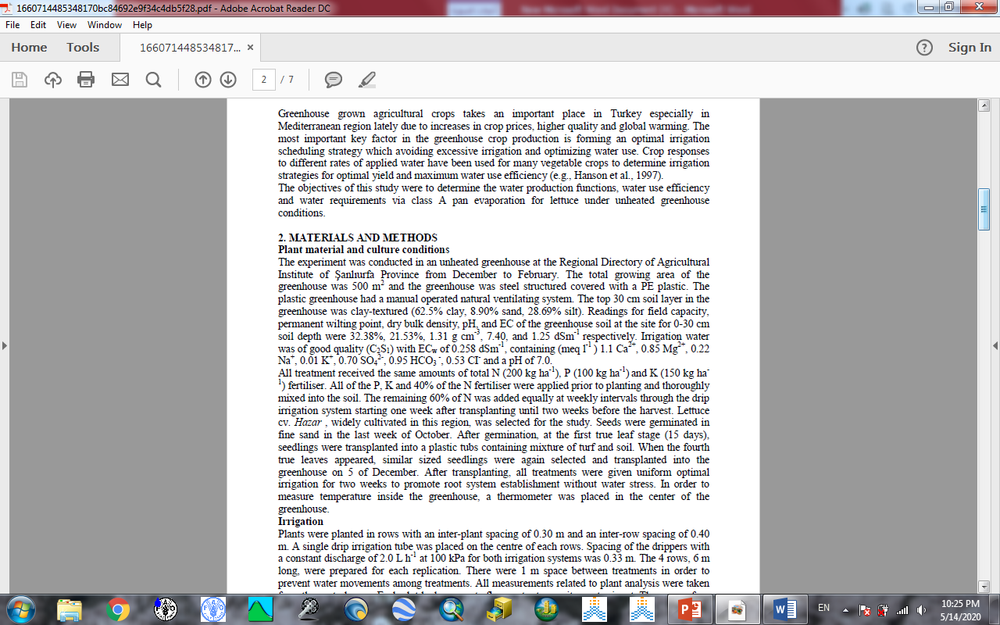 1660714485348170bc84692e9f34c4db5f28.pdf - Adobe Acrobat Reader DC
File Edit View Window Help
Home Tools 166071448534817... × Sign In
2 / 7
Greenhouse grown agricultural crops takes an important place in Turkey especially in
Mediterranean region lately due to increases in crop prices, higher quality and global warming. The
most important key factor in the greenhouse crop production is forming an optimal irrigation
scheduling strategy which avoiding excessive irrigation and optimizing water use. Crop responses
to different rates of applied water have been used for many vegetable crops to determine irrigation
strategies for optimal yield and maximum water use efficiency (e.g., Hanson et al., 1997).
The objectives of this study were to determine the water production functions, water use efficiency
and water requirements via class A pan evaporation for lettuce under unheated greenhouse
conditions.
2. MATERIALS AND METHODS
Plant material and culture conditions
The experiment was conducted in an unheated greenhouse at the Regional Directory of Agricultural
Institute of Şanlıurfa Province from December to February. The total growing area of the
greenhouse was 500 m² and the greenhouse was steel structured covered with a PE plastic. The
plastic greenhouse had a manual operated natural ventilating system. The top 30 cm soil layer in the
greenhouse was clay-textured (62.5% clay, 8.90% sand, 28.69% silt). Readings for field capacity,
permanent wilting point, dry bulk density, pH, and EC of the greenhouse soil at the site for 0-30 cm
soil depth were 32.38%, 21.53%, 1.31 g cm⁻³, 7.40, and 1.25 dSm⁻¹ respectively. Irrigation water
was of good quality (C₂S₁) with ECw of 0.258 dSm⁻¹, containing (meq l⁻¹ ) 1.1 Ca²⁺, 0.85 Mg²⁺, 0.22
Na⁺, 0.01 K⁺, 0.70 SO₄²⁻, 0.95 HCO₃⁻, 0.53 Cl⁻ and a pH of 7.0.
All treatment received the same amounts of total N (200 kg ha⁻¹), P (100 kg ha⁻¹) and K (150 kg ha⁻
¹) fertiliser. All of the P, K and 40% of the N fertiliser were applied prior to planting and thoroughly
mixed into the soil. The remaining 60% of N was added equally at weekly intervals through the drip
irrigation system starting one week after transplanting until two weeks before the harvest. Lettuce
cv. Hazar , widely cultivated in this region, was selected for the study. Seeds were germinated in
fine sand in the last week of October. After germination, at the first true leaf stage (15 days),
seedlings were transplanted into a plastic tubs containing mixture of turf and soil. When the fourth
true leaves appeared, similar sized seedlings were again selected and transplanted into the
greenhouse on 5 of December. After transplanting, all treatments were given uniform optimal
irrigation for two weeks to promote root system establishment without water stress. In order to
measure temperature inside the greenhouse, a thermometer was placed in the center of the
greenhouse.
Irrigation
Plants were planted in rows with an inter-plant spacing of 0.30 m and an inter-row spacing of 0.40
m. A single drip irrigation tube was placed on the centre of each rows. Spacing of the drippers with
a constant discharge of 2.0 L h⁻¹ at 100 kPa for both irrigation systems was 0.33 m. The 4 rows, 6 m
long, were prepared for each replication. There were 1 m space between treatments in order to
prevent water movements among treatments. All measurements related to plant analysis were taken
EN 10:25 PM
5/14/2020